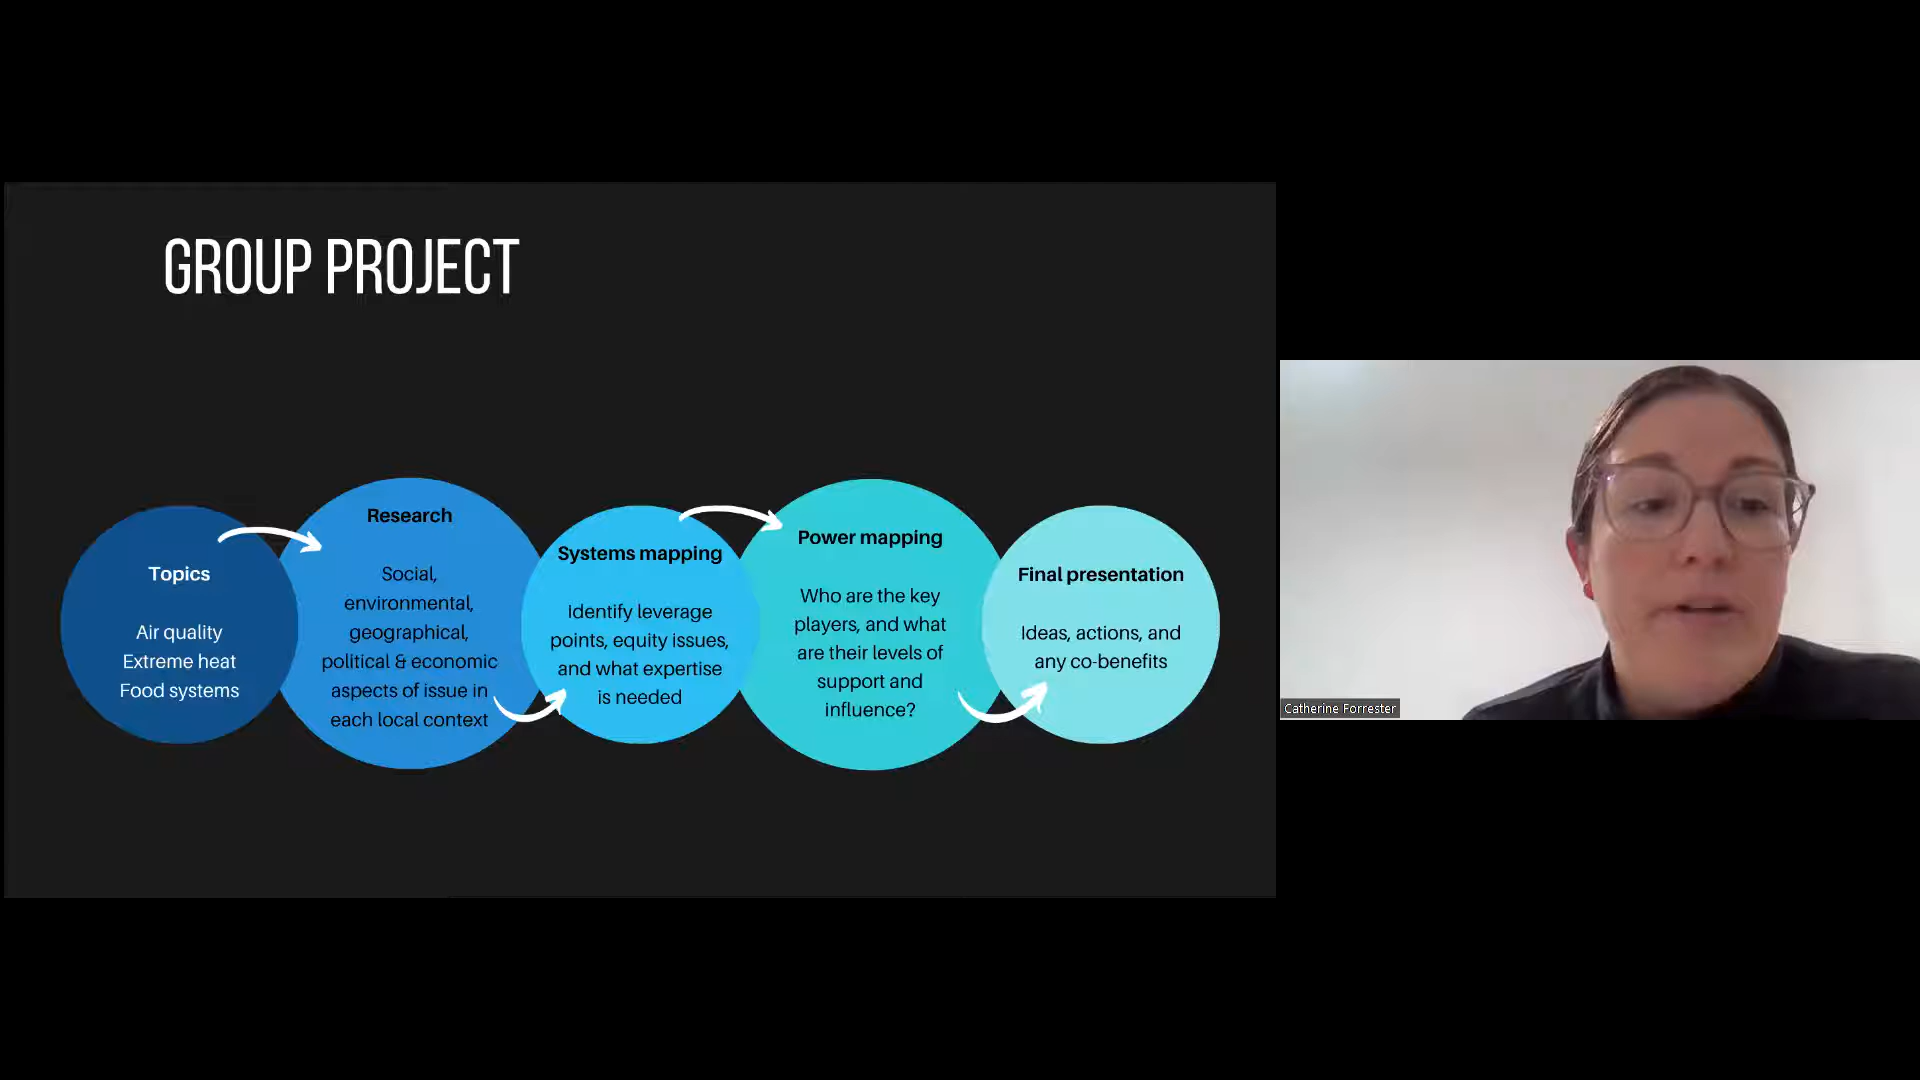 GROUP PROJECT
Topics
Air quality
Extreme heat
Food systems
Research
Social,
environmental,
geographical,
political & economic
aspects of issue in
each local context
Systems mapping
Identify leverage
points, equity issues,
and what expertise
is needed
Power mapping
Who are the key
players, and what
are their levels of
support and
influence?
Final presentation
Ideas, actions, and
any co-benefits
Catherine Forrester